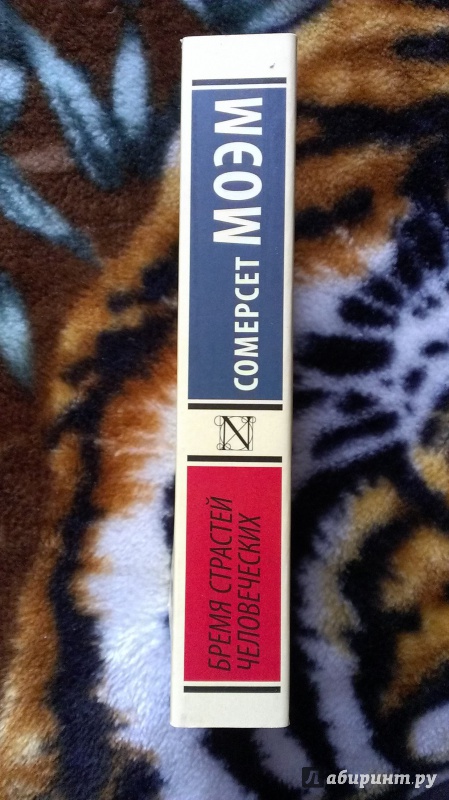 СОМЕРСЕТ МОЭМ
N
БРЕМЯ СТРАСТЕЙ
ЧЕЛОВЕЧЕСКИХ
Лабиринт.ру